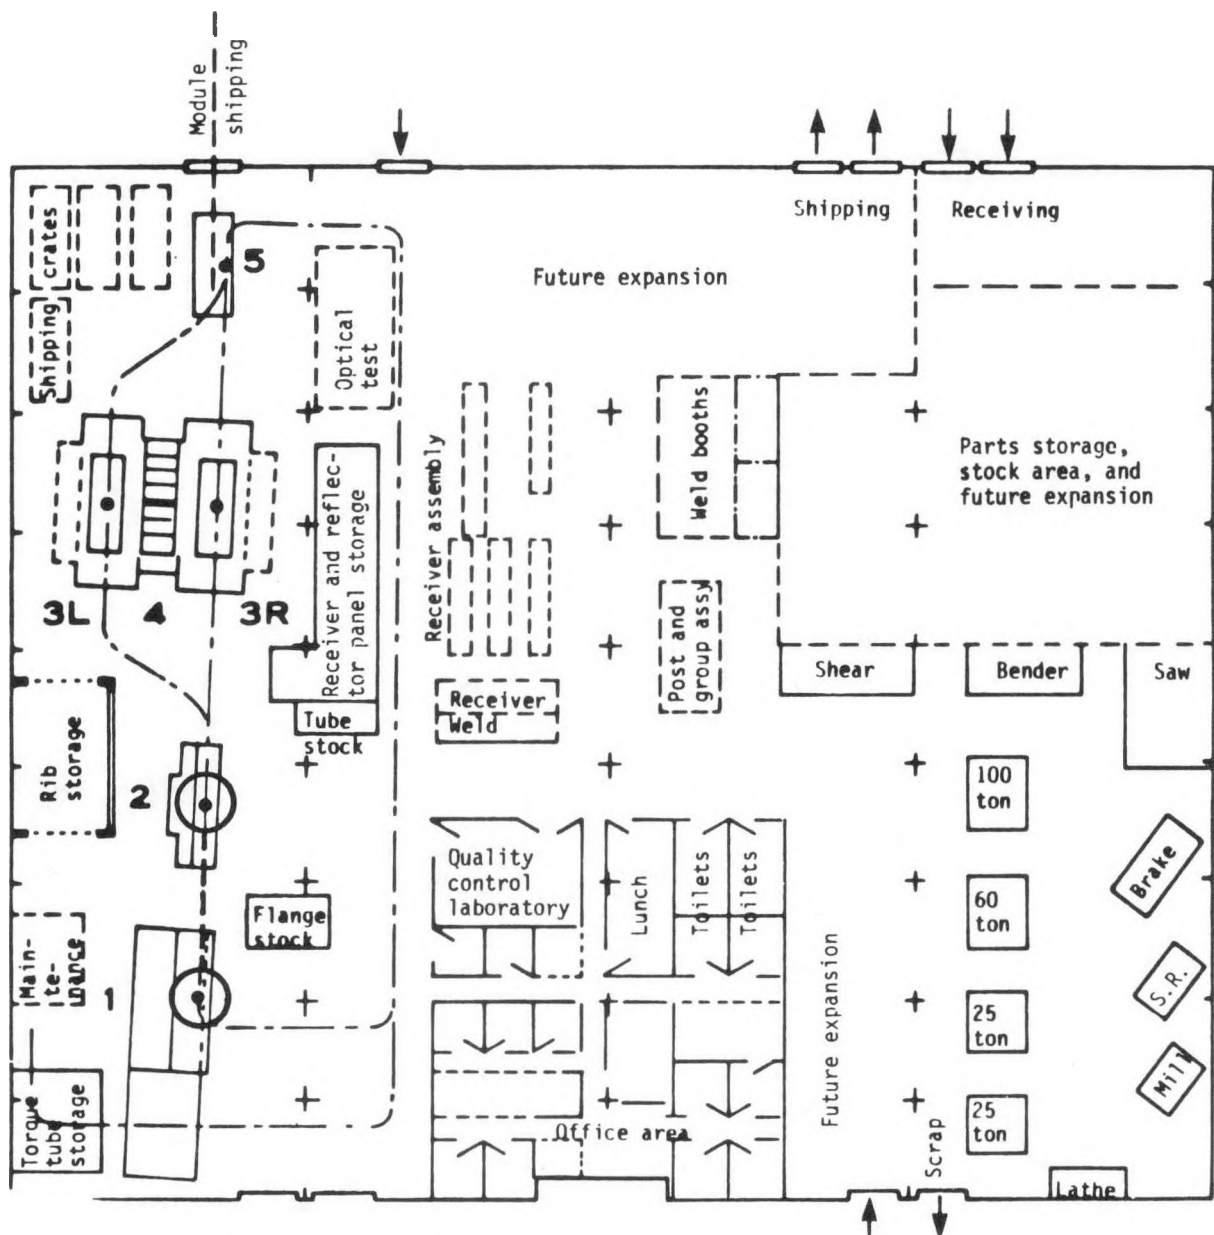 Module
shipping
Shipping
Receiving
Shipping crates
5
Future expansion
Optical
test
Parts storage,
stock area, and
future expansion
Weld booths
Receiver assembly
Receiver and reflec-
tor panel storage
3L
4
3R
Post and
group assy
Shear
Bender
Saw
Receiver
Weld
Tube
stock
Rib
storage
2
100
ton
Brake
Quality
control
laboratory
Lunch
Toilets
Toilets
60
ton
Flange
stock
Main-
te-
nance
1
S.R.
25
ton
Future expansion
Mill
Torque
tube
storage
25
ton
Office area
Scrap
Lathe